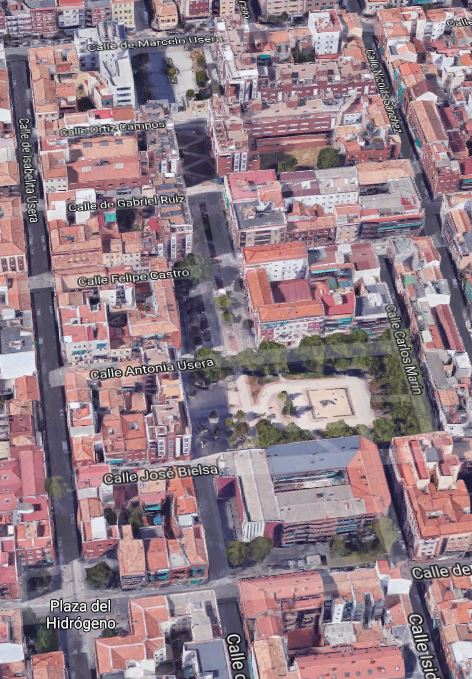 Calle de Marcelo Usera
Calle Nicolás Sánchez
Calle Ortiz Campos
Calle de Isabelita Usera
Calle de Gabriel Ruiz
Calle Felipe Castro
Calle Carlos Marín
Calle Antonia Usera
Calle José Bielsa
Calle de
Plaza del
Hidrógeno
Calle
Calle Isid